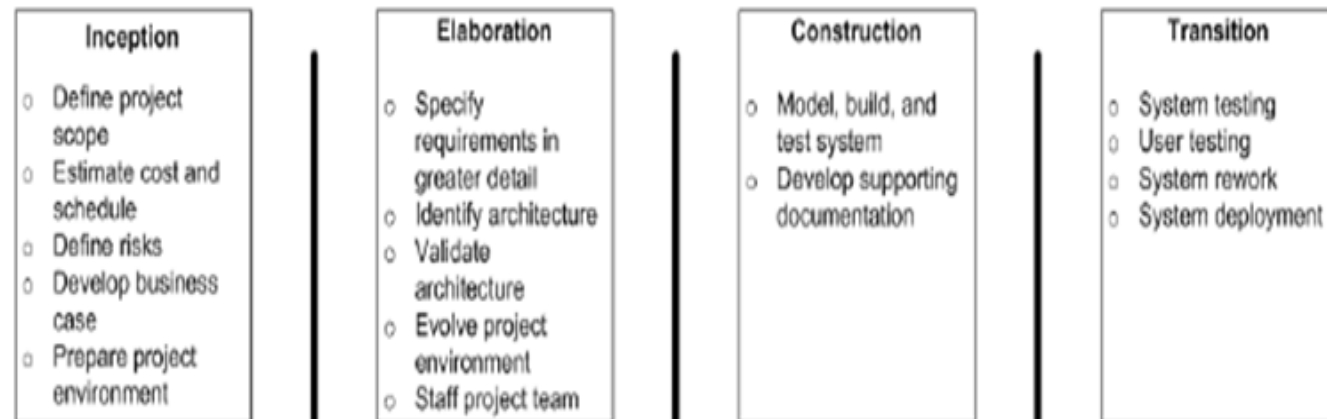 Inception
o Define project
scope
o Estimate cost and
schedule
o Define risks
o Develop business
case
o Prepare project
environment
Elaboration
o Specify
requirements in
greater detail
o Identify architecture
o Validate
architecture
o Evolve project
environment
o Staff project team
Construction
o Model, build, and
test system
o Develop supporting
documentation
Transition
o System testing
o User testing
o System rework
o System deployment